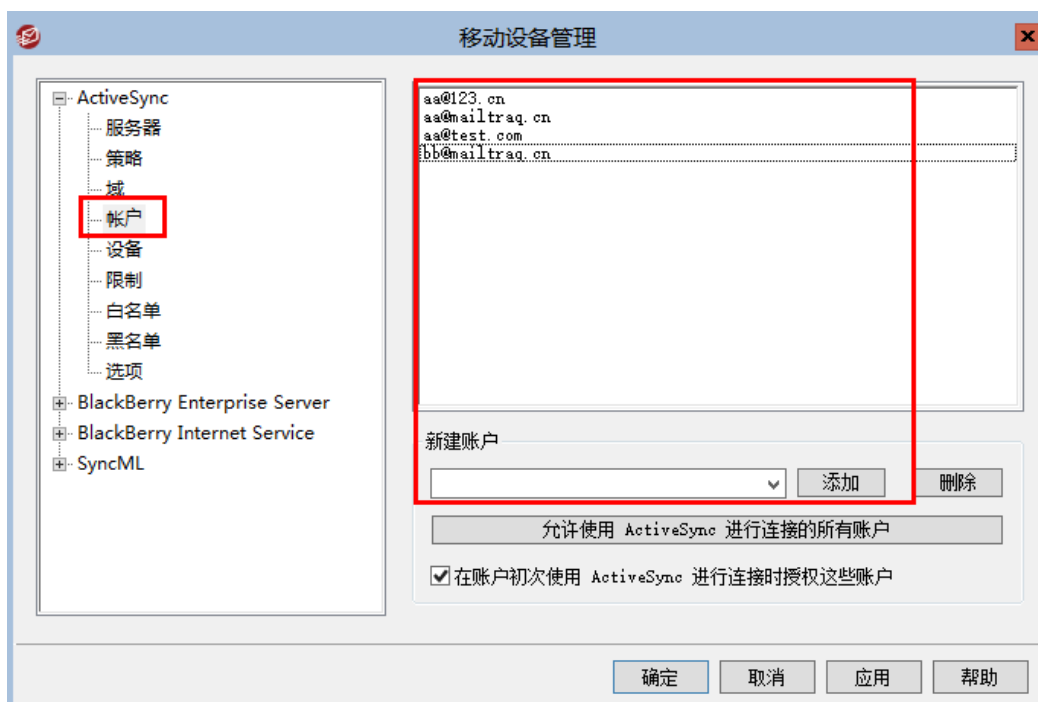 移动设备管理
ActiveSync
服务器
策略
域
帐户
设备
限制
白名单
黑名单
选项
BlackBerry Enterprise Server
BlackBerry Internet Service
SyncML
aa@123.cn
aa@mailtraq.cn
aa@test.com
bb@mailtraq.cn
新建账户
添加
删除
允许使用 ActiveSync 进行连接的所有账户
在账户初次使用 ActiveSync 进行连接时授权这些账户
确定
取消
应用
帮助